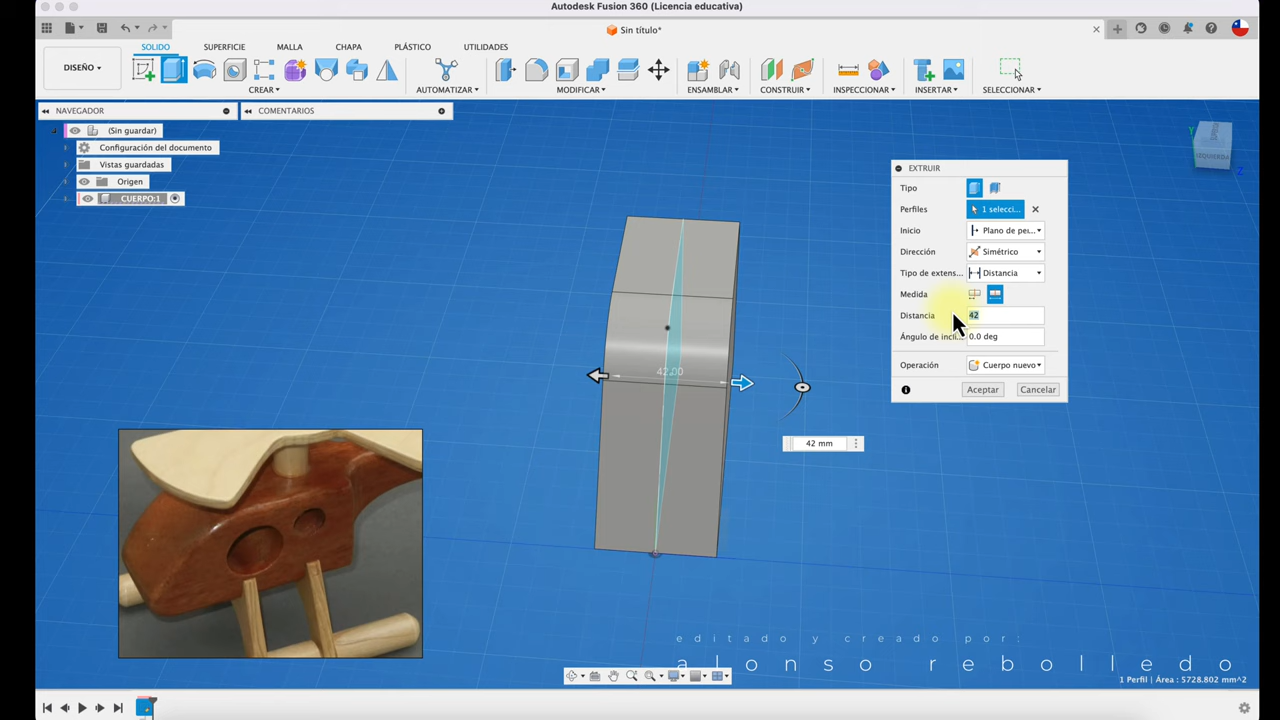 Autodesk Fusion 360 (Licencia educativa)
Sin título*
DISEÑO
SOLIDO SUPERFICIE MALLA CHAPA PLÁSTICO UTILIDADES
CREAR AUTOMATIZAR MODIFICAR ENSAMBLAR CONSTRUIR INSPECCIONAR INSERTAR SELECCIONAR
NAVEGADOR COMENTARIOS
(Sin guardar)
Configuración del documento
Vistas guardadas
Origen
CUERPO:1
IZQUIERDA
Y
Z
EXTRUIR
Tipo
Perfiles 1 selecci...
Inicio Plano de per...
Dirección Simétrico
Tipo de extens... Distancia
Medida
Distancia 42
Ángulo de incli... 0.0 deg
Operación Cuerpo nuevo
Aceptar Cancelar
42.00
42 mm
editado y creado por:
alonso rebolledo
1 Perfil | Área : 5728.802 mm^2